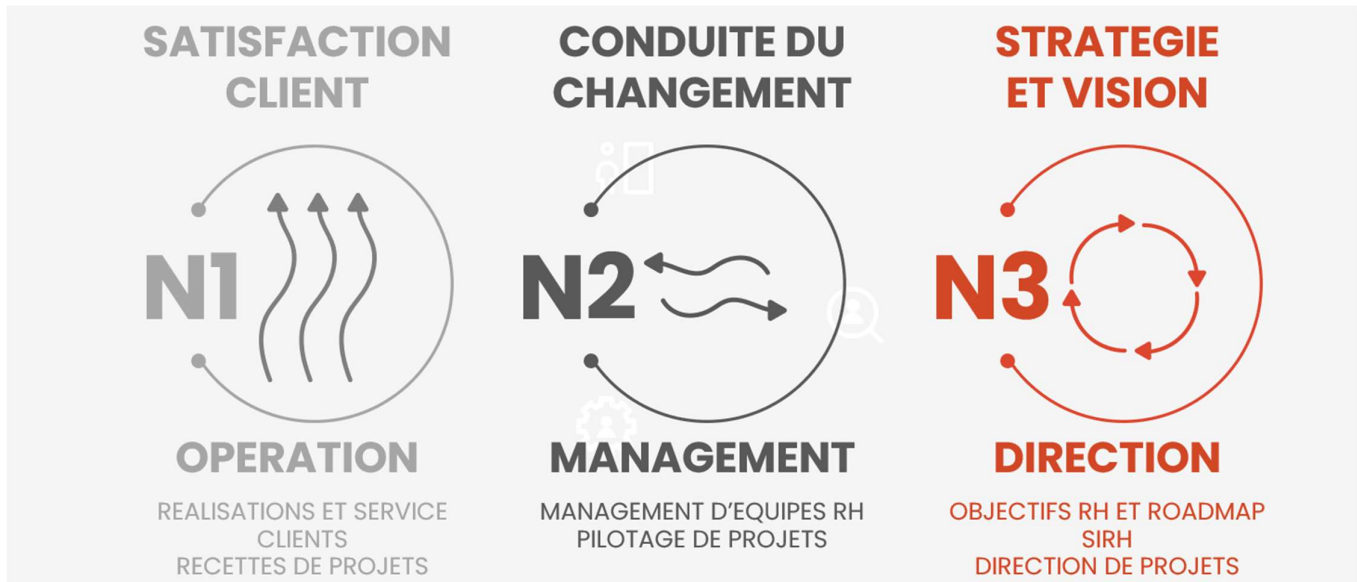 SATISFACTION
CLIENT
N1
OPERATION
REALISATIONS ET SERVICE
CLIENTS
RECETTES DE PROJETS
CONDUITE DU
CHANGEMENT
N2
MANAGEMENT
MANAGEMENT D'EQUIPES RH
PILOTAGE DE PROJETS
STRATEGIE
ET VISION
N3
DIRECTION
OBJECTIFS RH ET ROADMAP
SIRH
DIRECTION DE PROJETS